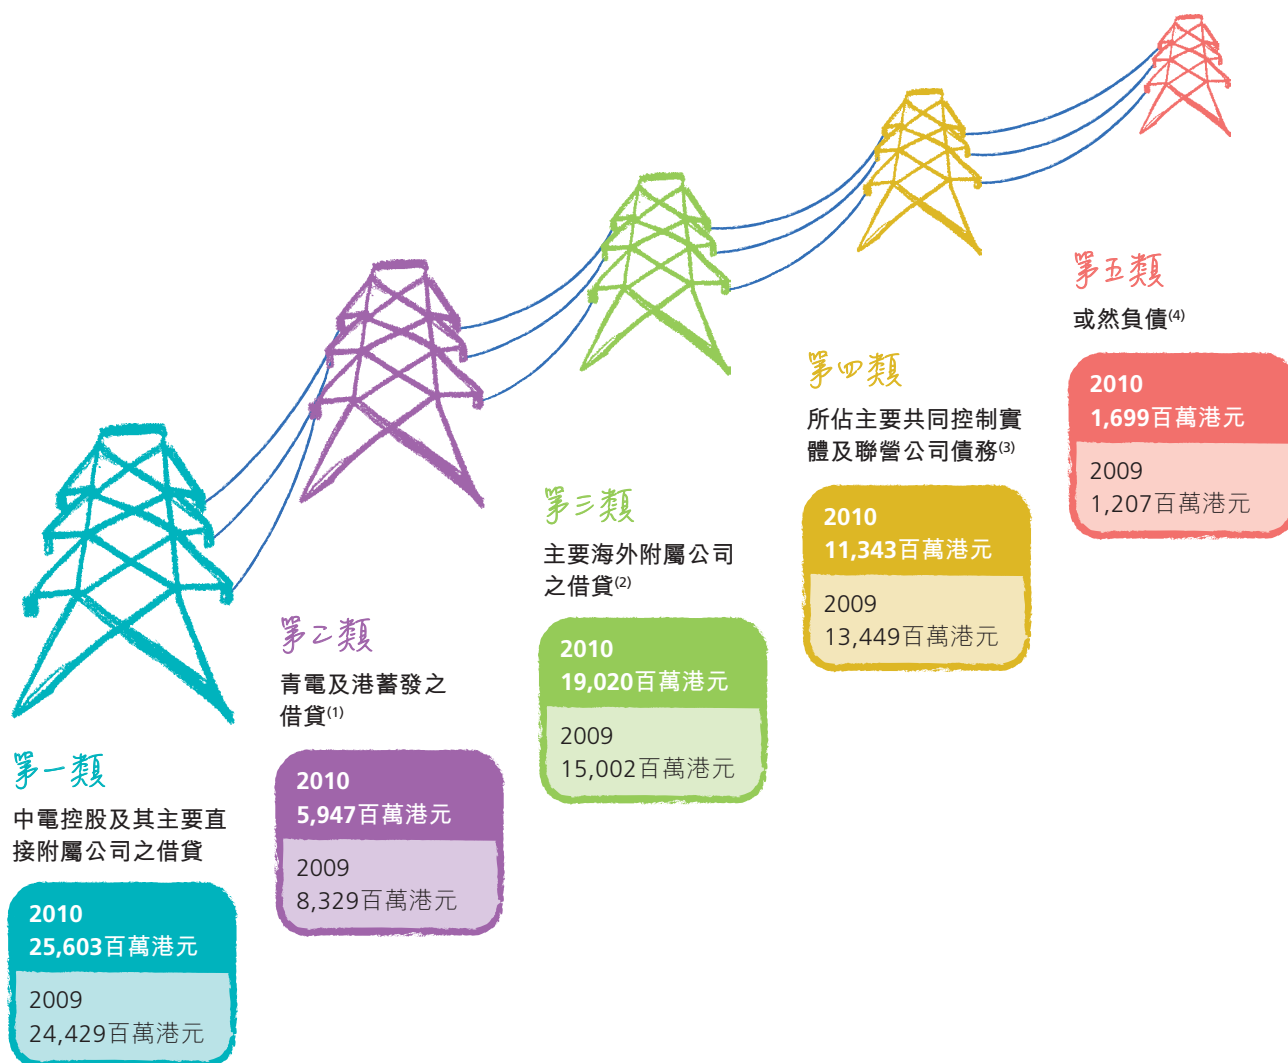 第一類
中電控股及其主要直
接附屬公司之借貸
2010
25,603百萬港元
2009
24,429百萬港元
第二類
青電及港蓄發之
借貸(1)
2010
5,947百萬港元
2009
8,329百萬港元
第三類
主要海外附屬公司
之借貸(2)
2010
19,020百萬港元
2009
15,002百萬港元
第四類
所佔主要共同控制實
體及聯營公司債務(3)
2010
11,343百萬港元
2009
13,449百萬港元
第五類
或然負債(4)
2010
1,699百萬港元
2009
1,207百萬港元